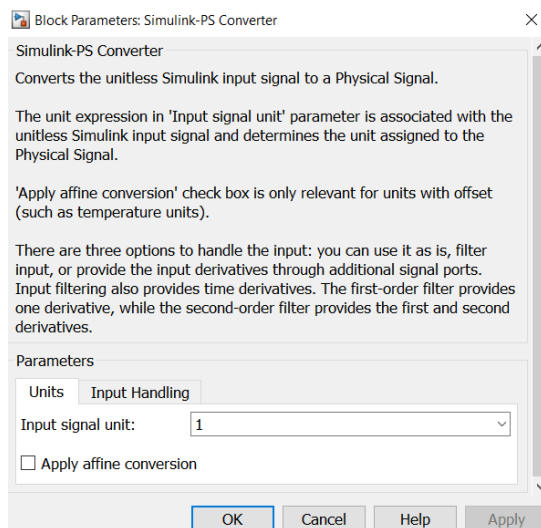 Block Parameters: Simulink-PS Converter
Simulink-PS Converter
Converts the unitless Simulink input signal to a Physical Signal.
The unit expression in 'Input signal unit' parameter is associated with the
unitless Simulink input signal and determines the unit assigned to the
Physical Signal.
'Apply affine conversion' check box is only relevant for units with offset
(such as temperature units).
There are three options to handle the input: you can use it as is, filter
input, or provide the input derivatives through additional signal ports.
Input filtering also provides time derivatives. The first-order filter provides
one derivative, while the second-order filter provides the first and second
derivatives.
Parameters
Units Input Handling
Input signal unit: 1
Apply affine conversion
OK Cancel Help Apply